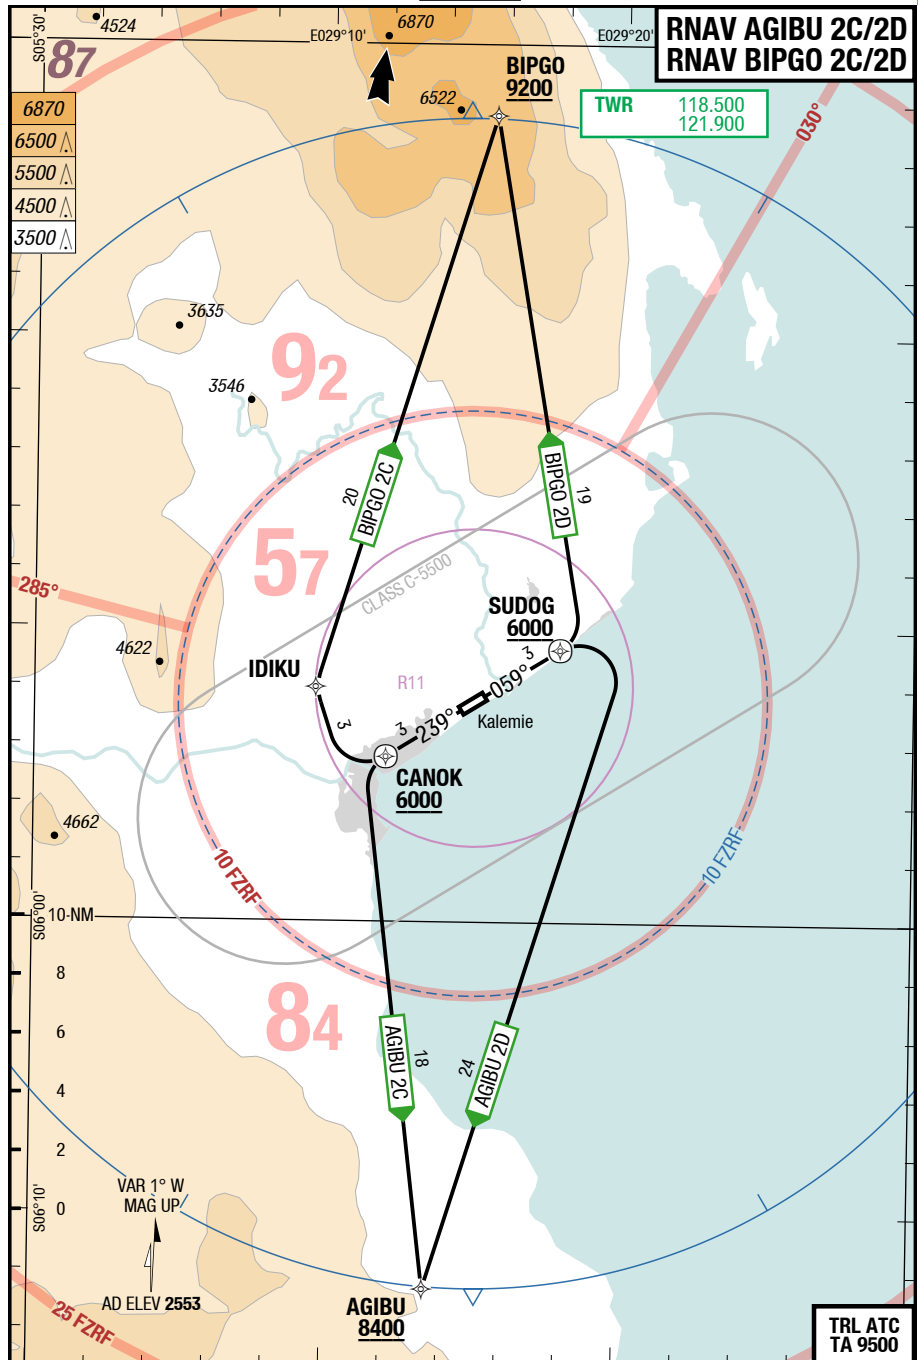 RNAV AGIBU 2C/2D
RNAV BIPGO 2C/2D
4524
6870
E029°10'
E029°20'
S05°30'
87
BIPGO
9200
6522
TWR 118.500
121.900
030°
6870
6500
5500
4500
3500
3635
92
3546
20
BIPGO 2C
BIPGO 2D
19
57
CLASS C-5500
285°
SUDOG
6000
4622
IDIKU
R11
3
059°
3
3
239°
Kalemie
CANOK
6000
4662
10 FZRF
10 FZRF
S06°00'
10-NM
8
84
6
AGIBU 2C
18
24
AGIBU 2D
4
2
VAR 1° W
MAG UP
0
S06°10'
AD ELEV 2553
25 FZRF
AGIBU
8400
TRL ATC
TA 9500